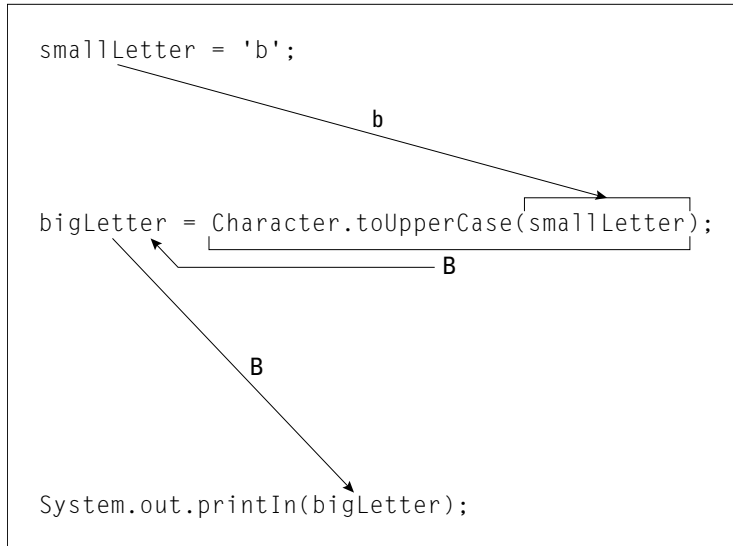 smallLetter = 'b';
b
bigLetter = Character.toUpperCase(smallLetter);
B
B
System.out.printIn(bigLetter);